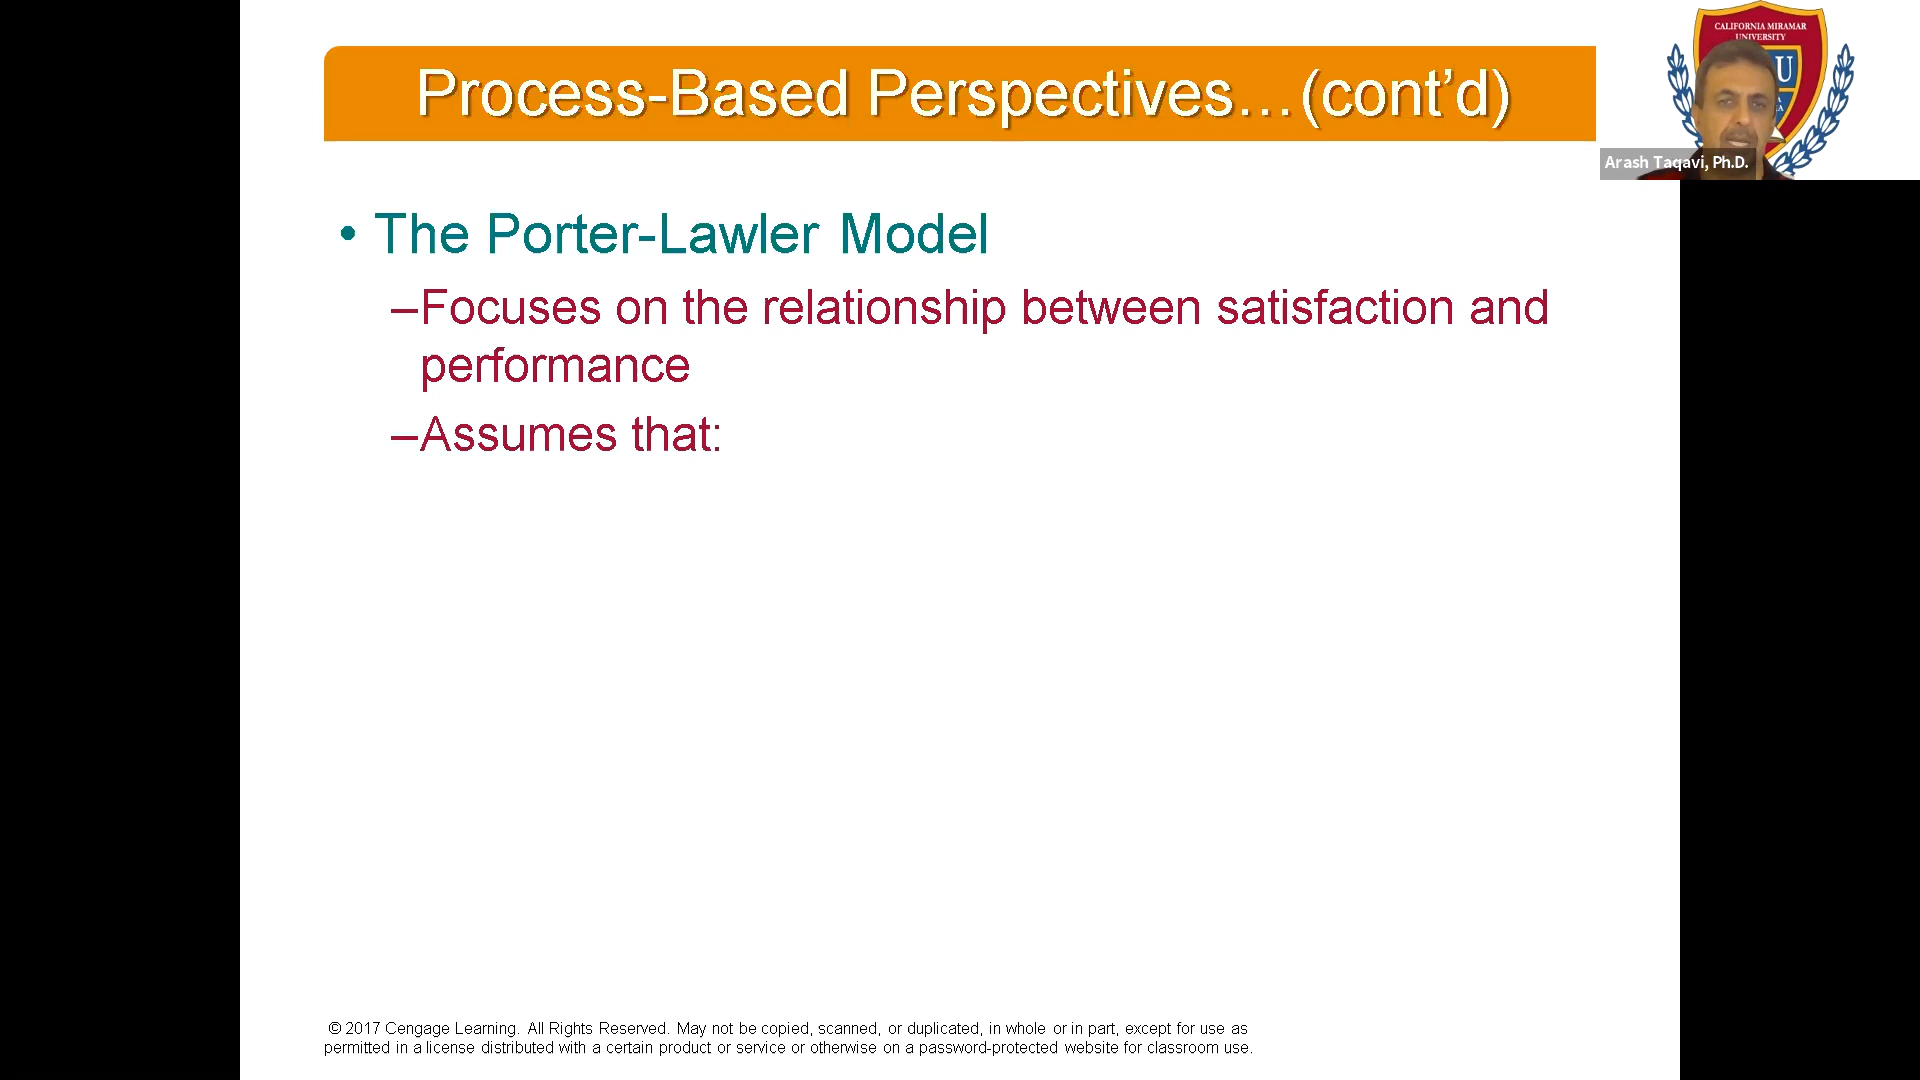 Process-Based Perspectives…(cont’d)
CALIFORNIA MIRAMAR
UNIVERSITY
U
Arash Taqavi, Ph.D.
• The Porter-Lawler Model
–Focuses on the relationship between satisfaction and
performance
–Assumes that:
© 2017 Cengage Learning. All Rights Reserved. May not be copied, scanned, or duplicated, in whole or in part, except for use as
permitted in a license distributed with a certain product or service or otherwise on a password-protected website for classroom use.